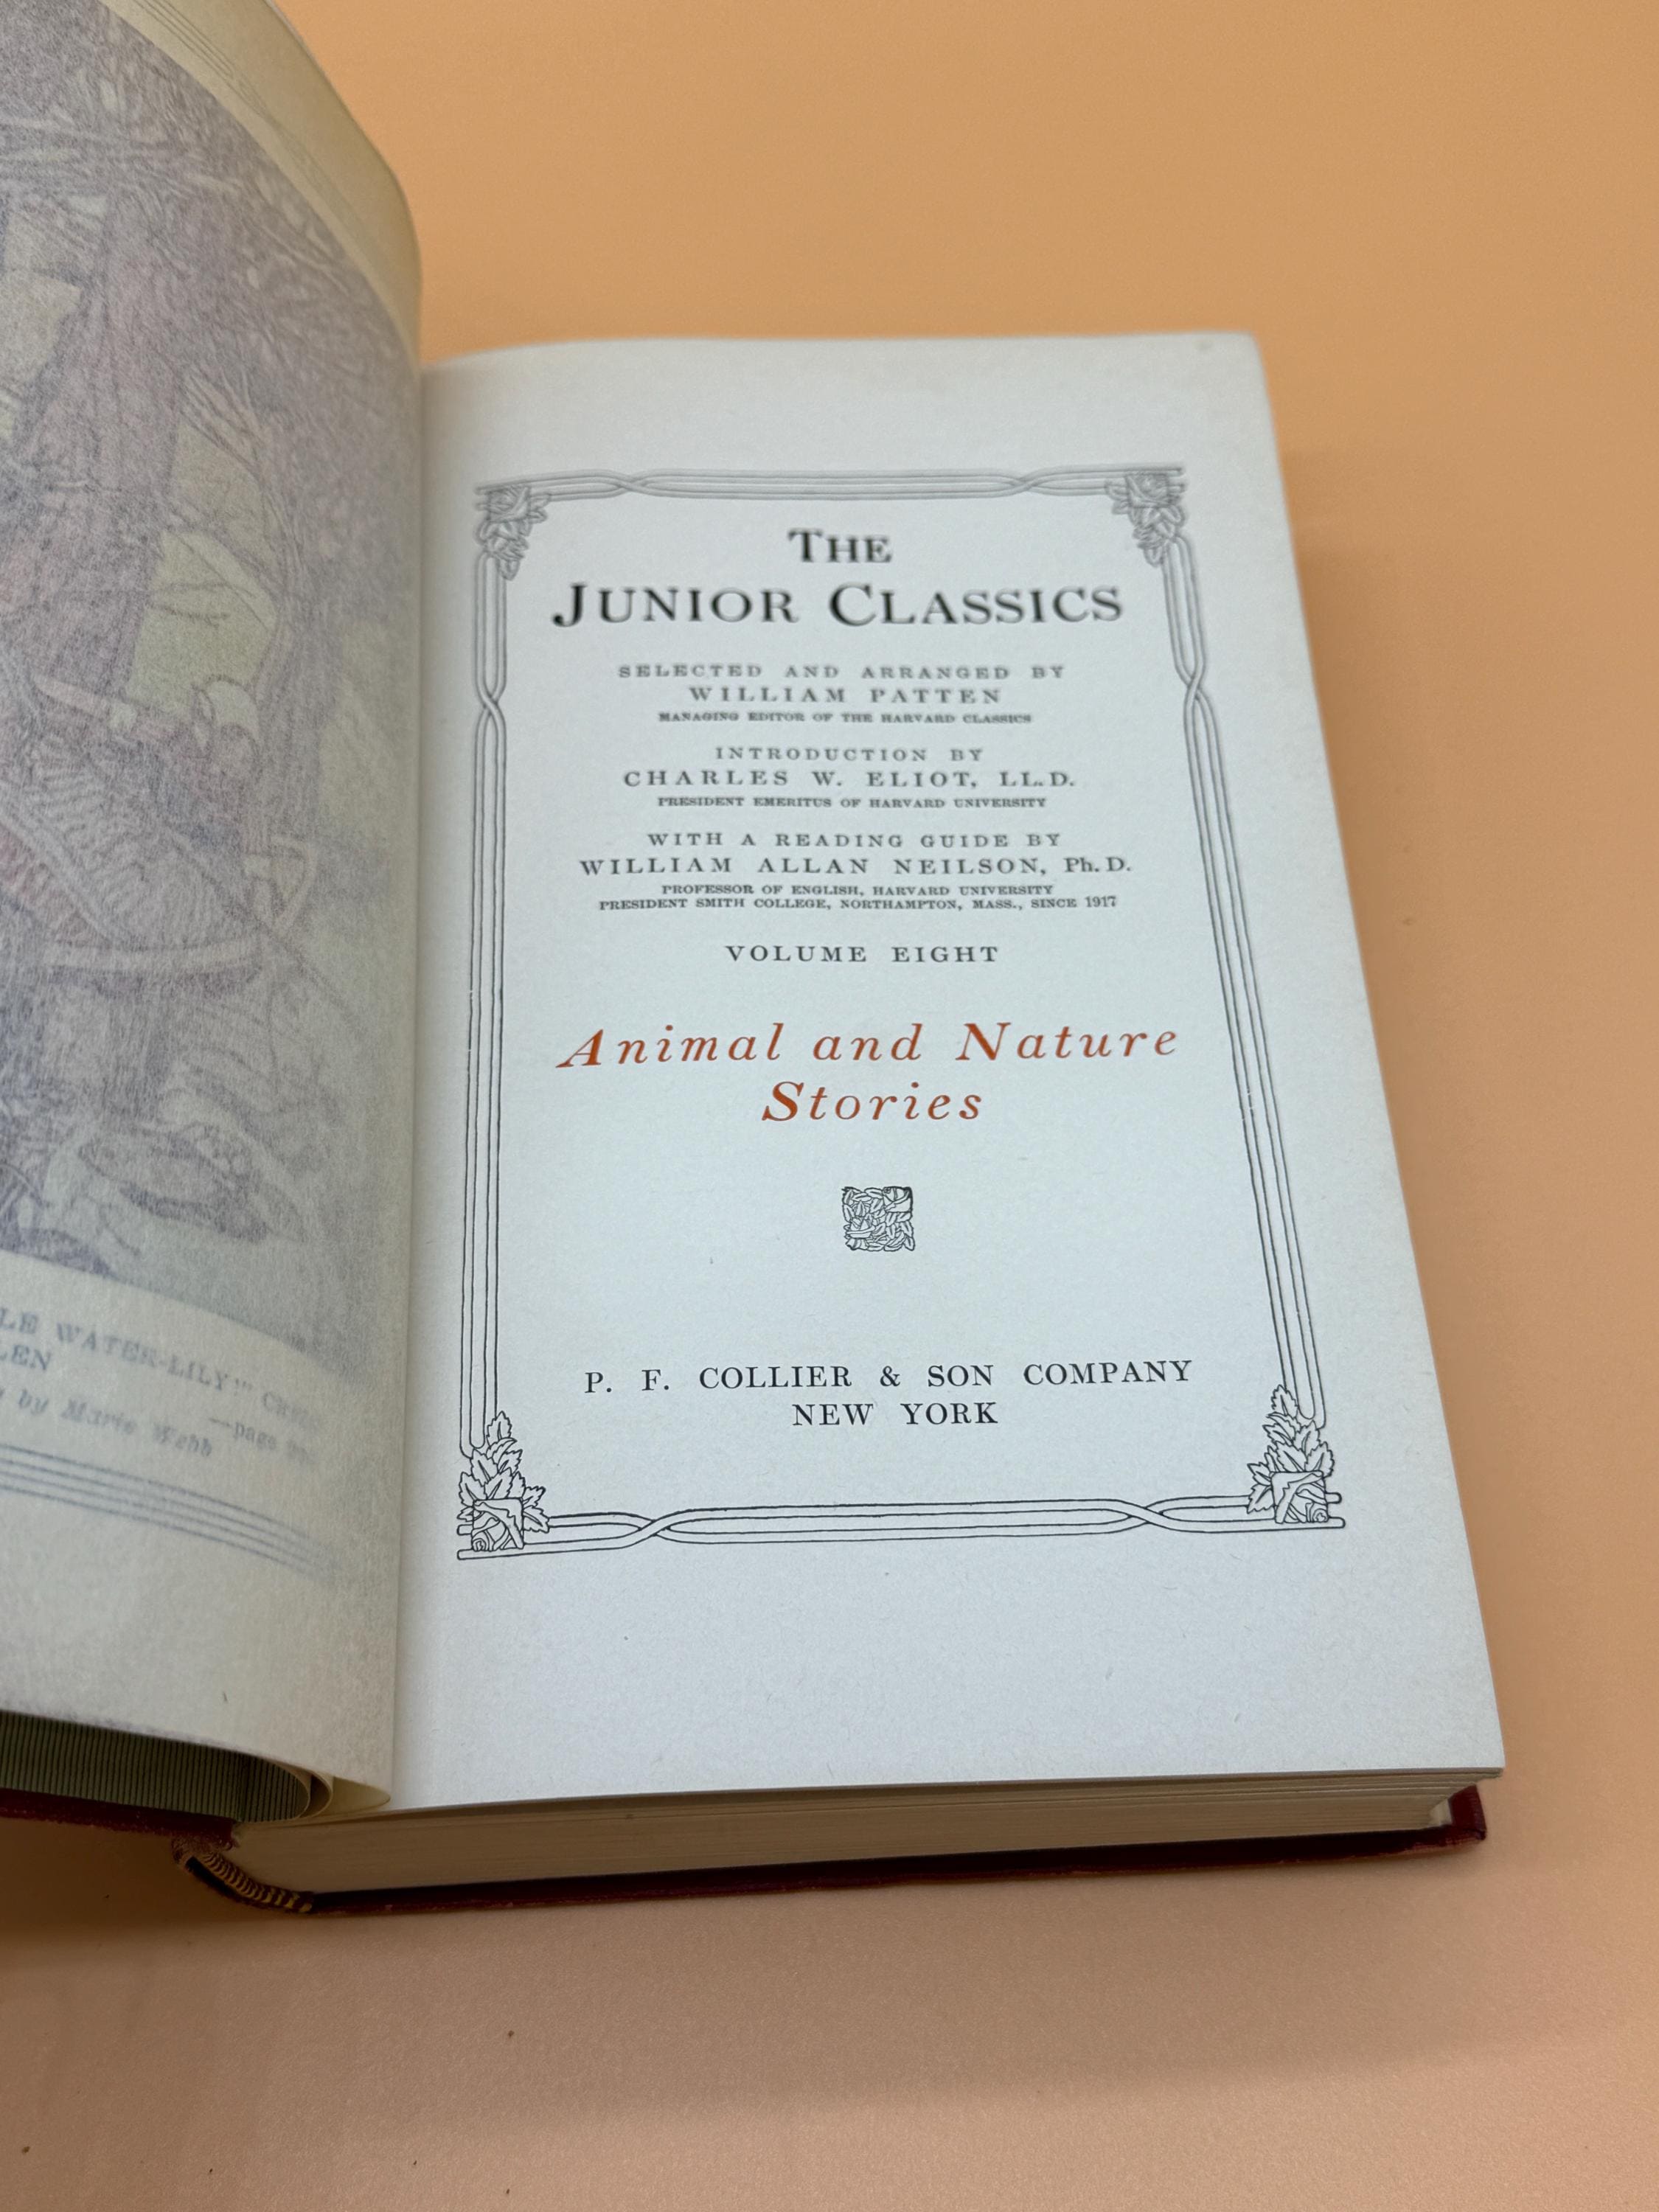 LE WATER-LILY!"
LEN
by Marie Webb
—page
THE
JUNIOR CLASSICS
SELECTED AND ARRANGED BY
WILLIAM PATTEN
MANAGING EDITOR OF THE HARVARD CLASSICS
INTRODUCTION BY
CHARLES W. ELIOT, LL.D.
PRESIDENT EMERITUS OF HARVARD UNIVERSITY
WITH A READING GUIDE BY
WILLIAM ALLAN NEILSON, Ph.D.
PROFESSOR OF ENGLISH, HARVARD UNIVERSITY
PRESIDENT SMITH COLLEGE, NORTHAMPTON, MASS., SINCE 1917
VOLUME EIGHT
Animal and Nature
Stories
P. F. COLLIER & SON COMPANY
NEW YORK